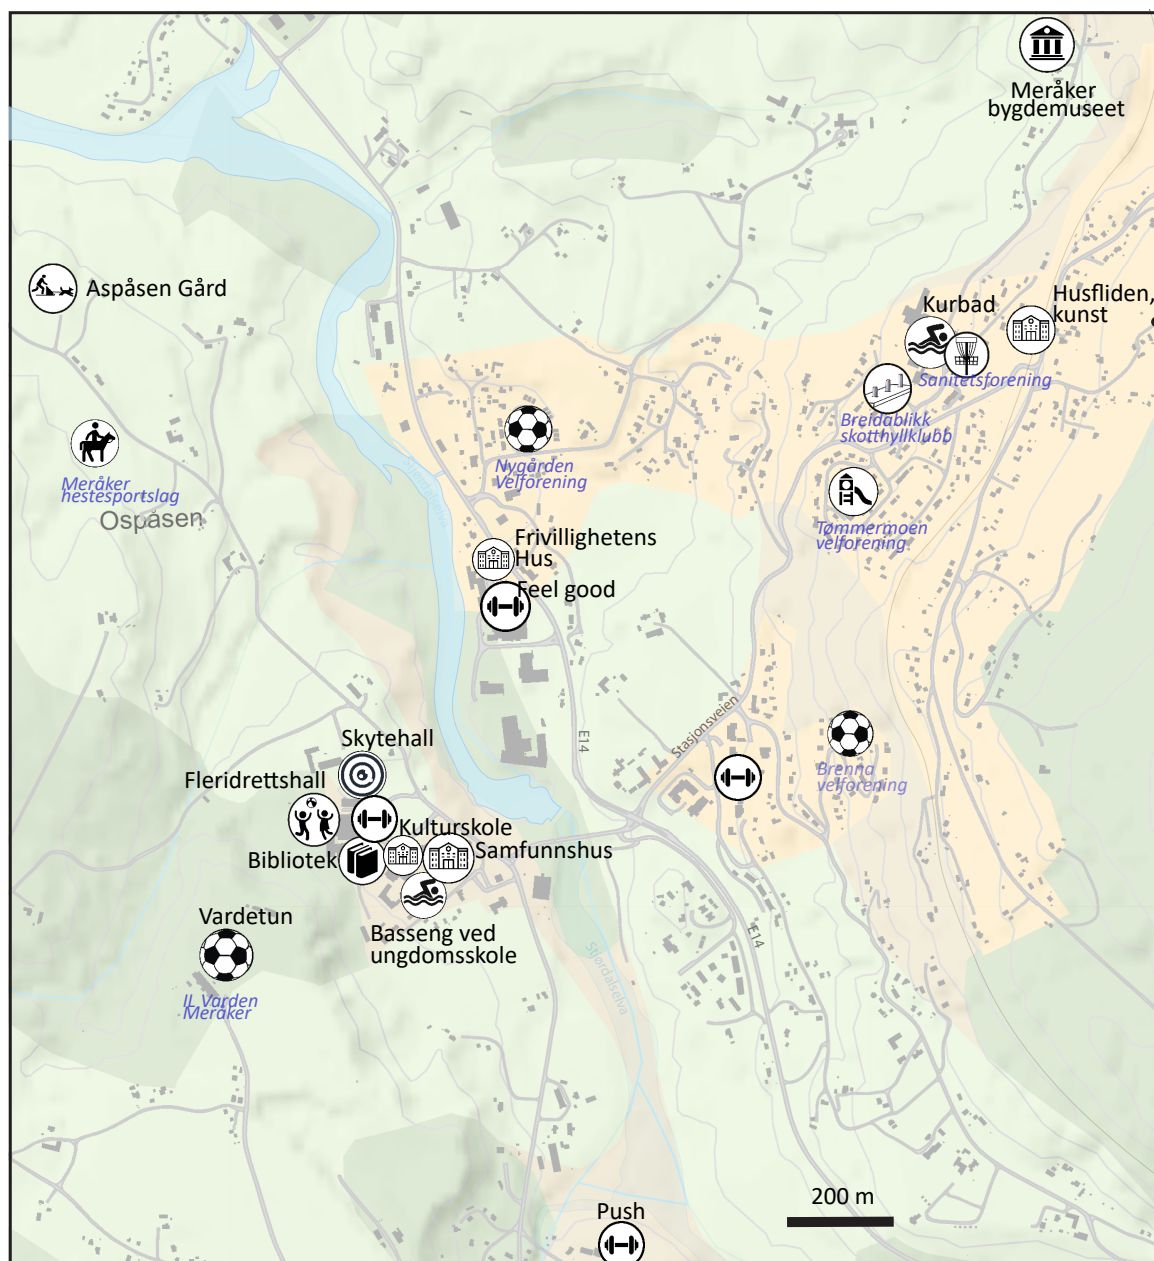 Meråker
bygdemuseet
Aspåsen Gård
Kurbad
Husfliden,
kunst
Sanitetsforening
Breidablikk
skotthyllklubb
Meråker
hestesportslag
Ospåsen
Nygården
Velforening
Stjørdalselva
Tømmermoen
velforening
Frivillighetens
Hus
Feel good
Stasjonsveien
E14
Skytehall
Fleridrettshall
Brenna
velforening
Kulturskole
Samfunnshus
Bibliotek
Vardetun
Basseng ved
ungdomsskole
E14
Stjørdalselva
IL Varden
Meråker
200 m
Push